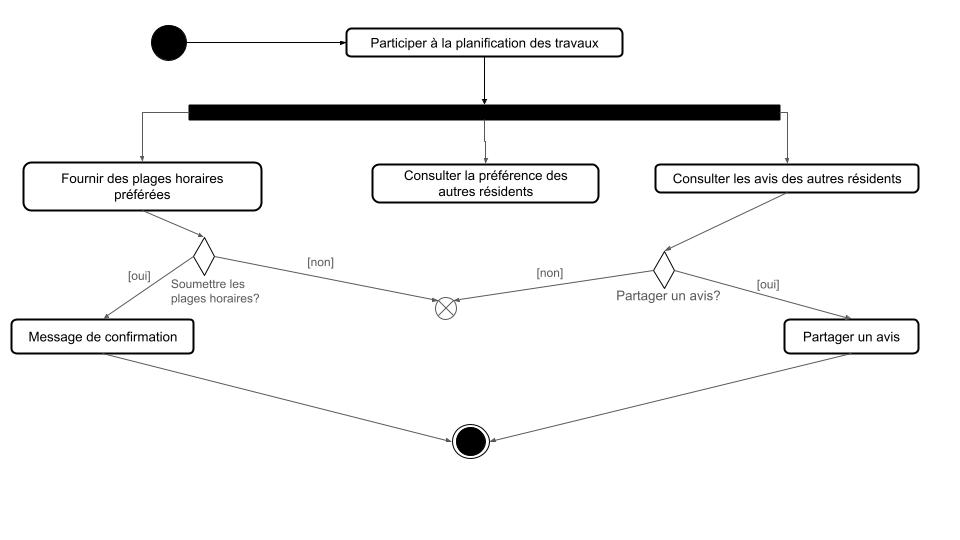 Participer à la planification des travaux
Fournir des plages horaires
préférées
Consulter la préférence des
autres résidents
Consulter les avis des autres résidents
[oui]
Soumettre les
plages horaires?
[non]
[non]
Partager un avis?
[oui]
Message de confirmation
Partager un avis